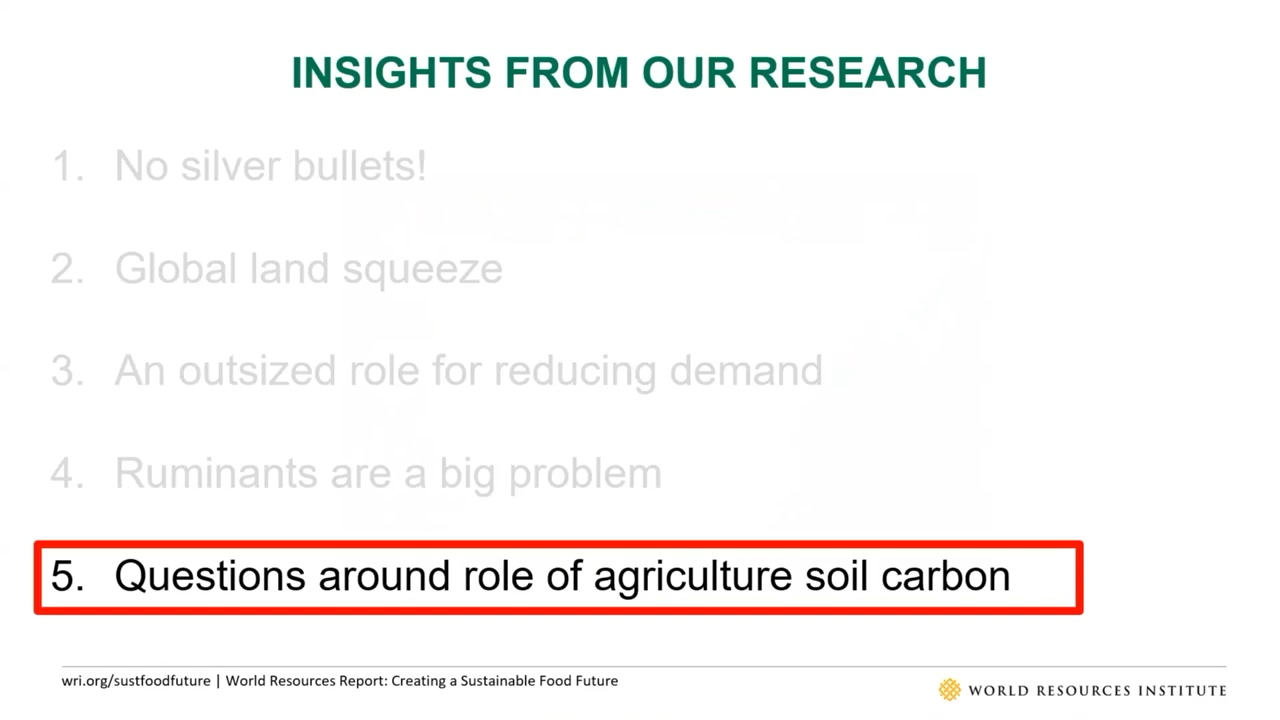 INSIGHTS FROM OUR RESEARCH
1. No silver bullets!
2. Global land squeeze
3. An outsized role for reducing demand
4. Ruminants are a big problem
5. Questions around role of agriculture soil carbon
wri.org/sustfoodfuture | World Resources Report: Creating a Sustainable Food Future
WORLD RESOURCES INSTITUTE